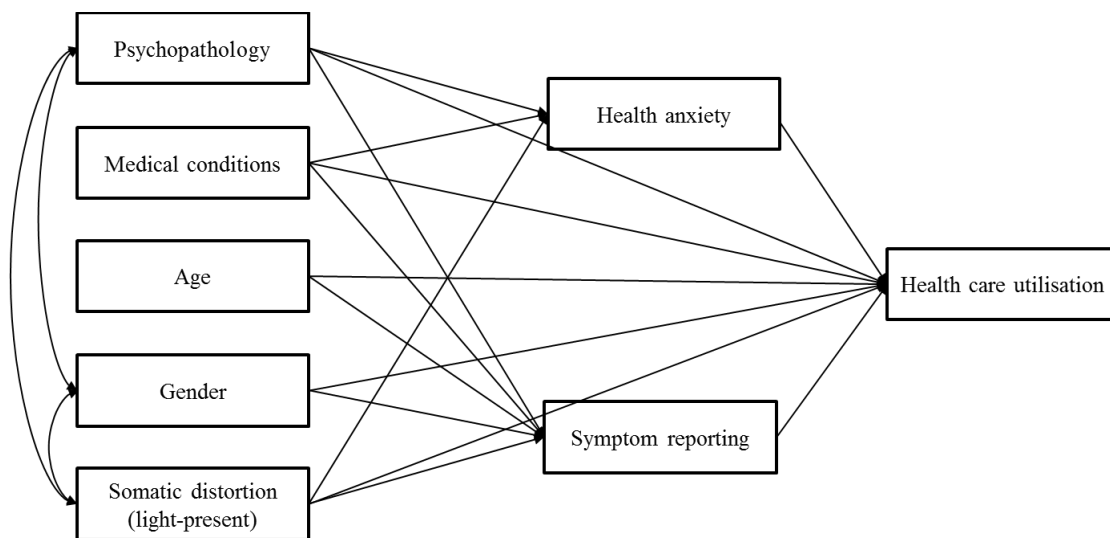 Psychopathology
Health anxiety
Medical conditions
Age
Health care utilisation
Gender
Symptom reporting
Somatic distortion
(light-present)